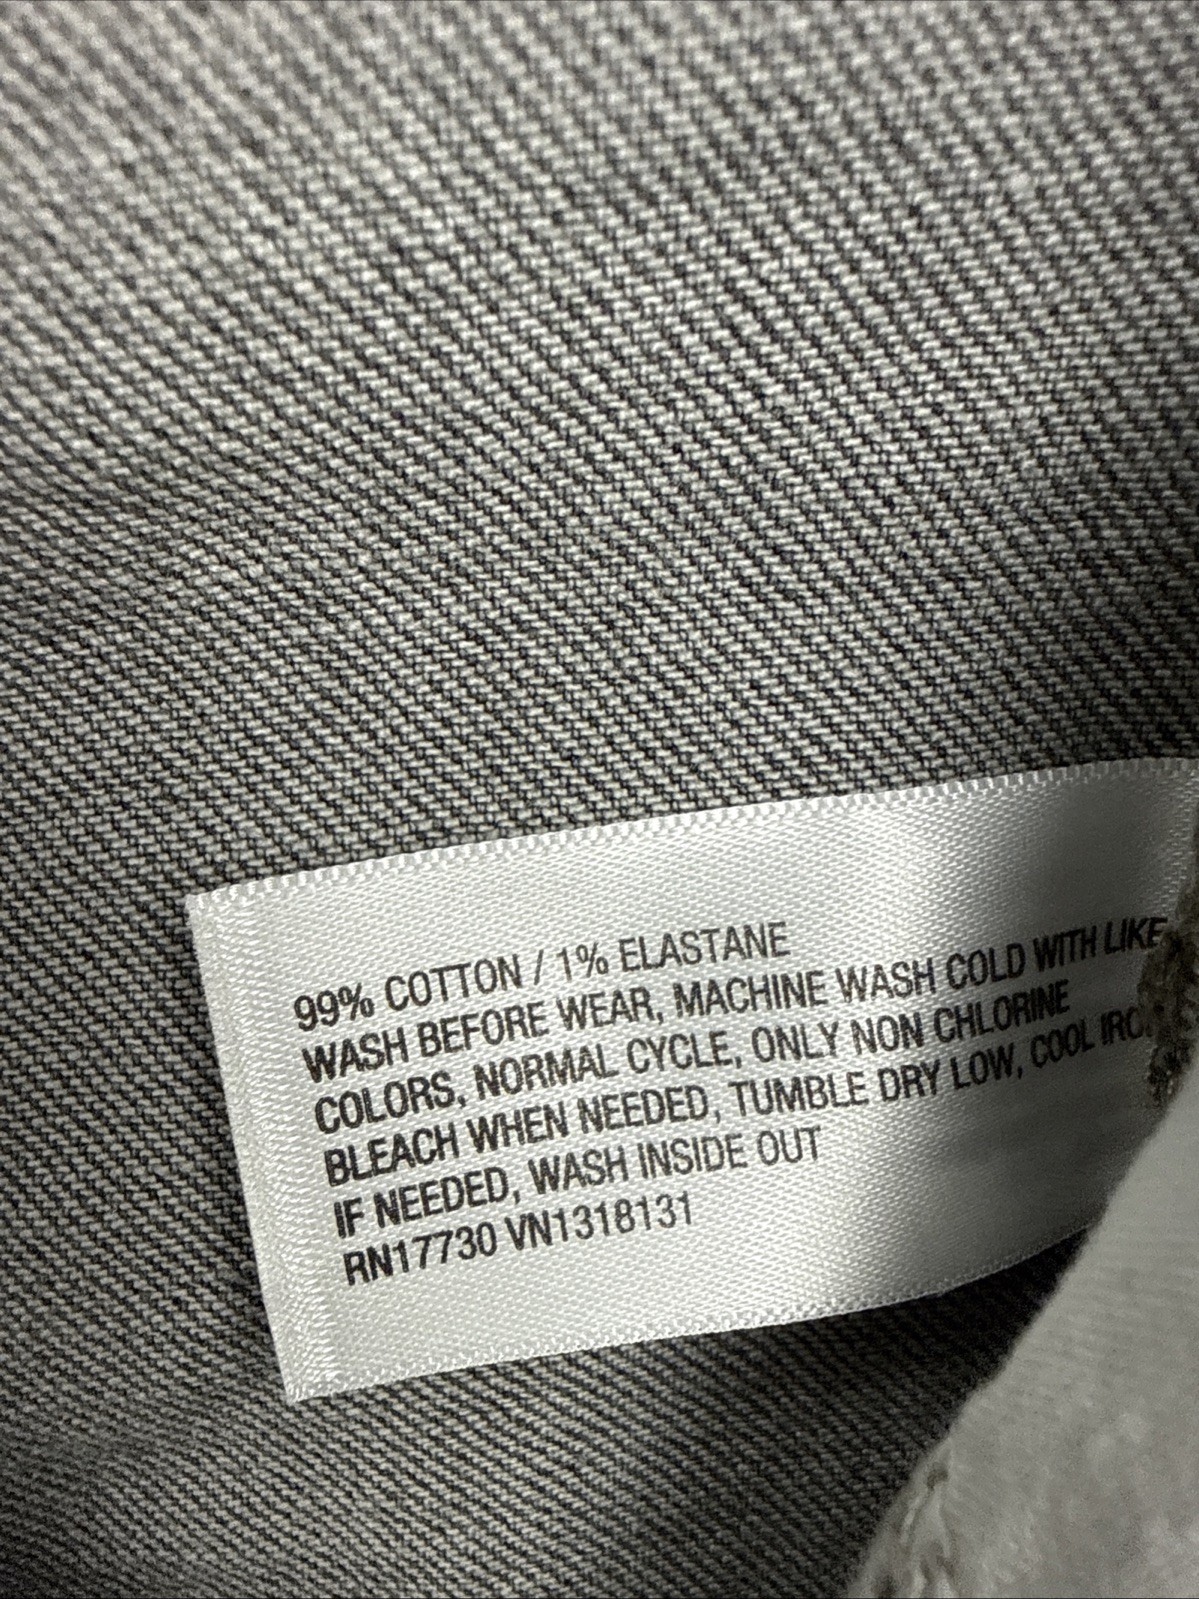 99% COTTON / 1% ELASTANE
WASH BEFORE WEAR, MACHINE WASH COLD WITH LIKE
COLORS, NORMAL CYCLE, ONLY NON CHLORINE
BLEACH WHEN NEEDED, TUMBLE DRY LOW, COOL IRON
IF NEEDED, WASH INSIDE OUT
RN17730 VN1318131